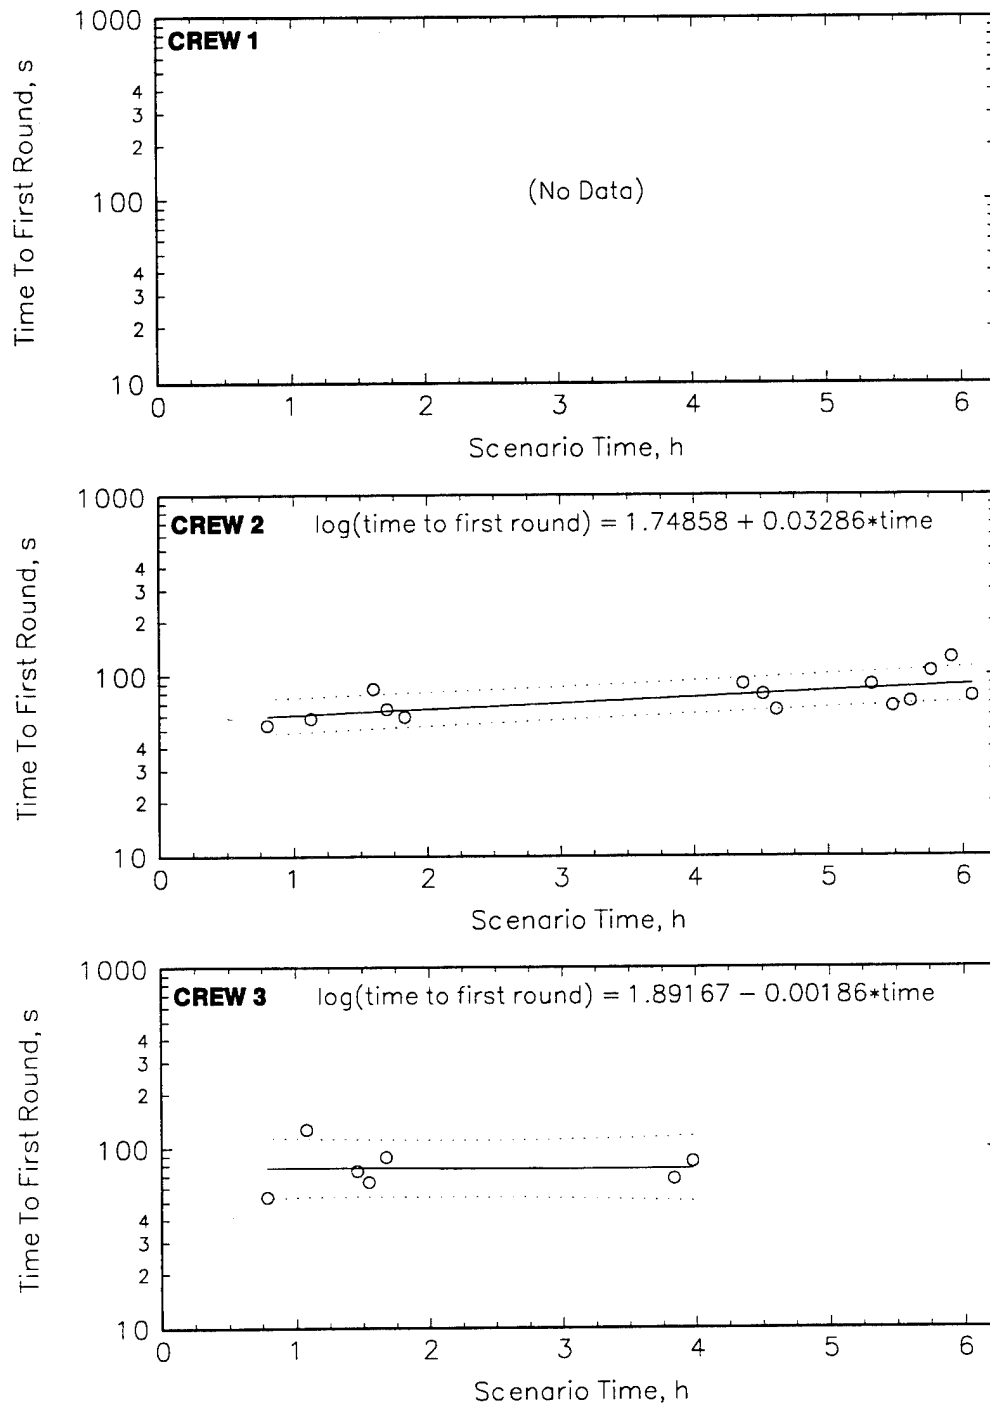 1000
CREW 1
4
3
2
(No Data)
100
4
3
2
10
0 1 2 3 4 5 6
Time To First Round, s
Scenario Time, h
1000
CREW 2 log(time to first round) = 1.74858 + 0.03286*time
4
3
2
100
4
3
2
10
0 1 2 3 4 5 6
Time To First Round, s
Scenario Time, h
1000
CREW 3 log(time to first round) = 1.89167 - 0.00186*time
4
3
2
100
4
3
2
10
0 1 2 3 4 5 6
Time To First Round, s
Scenario Time, h